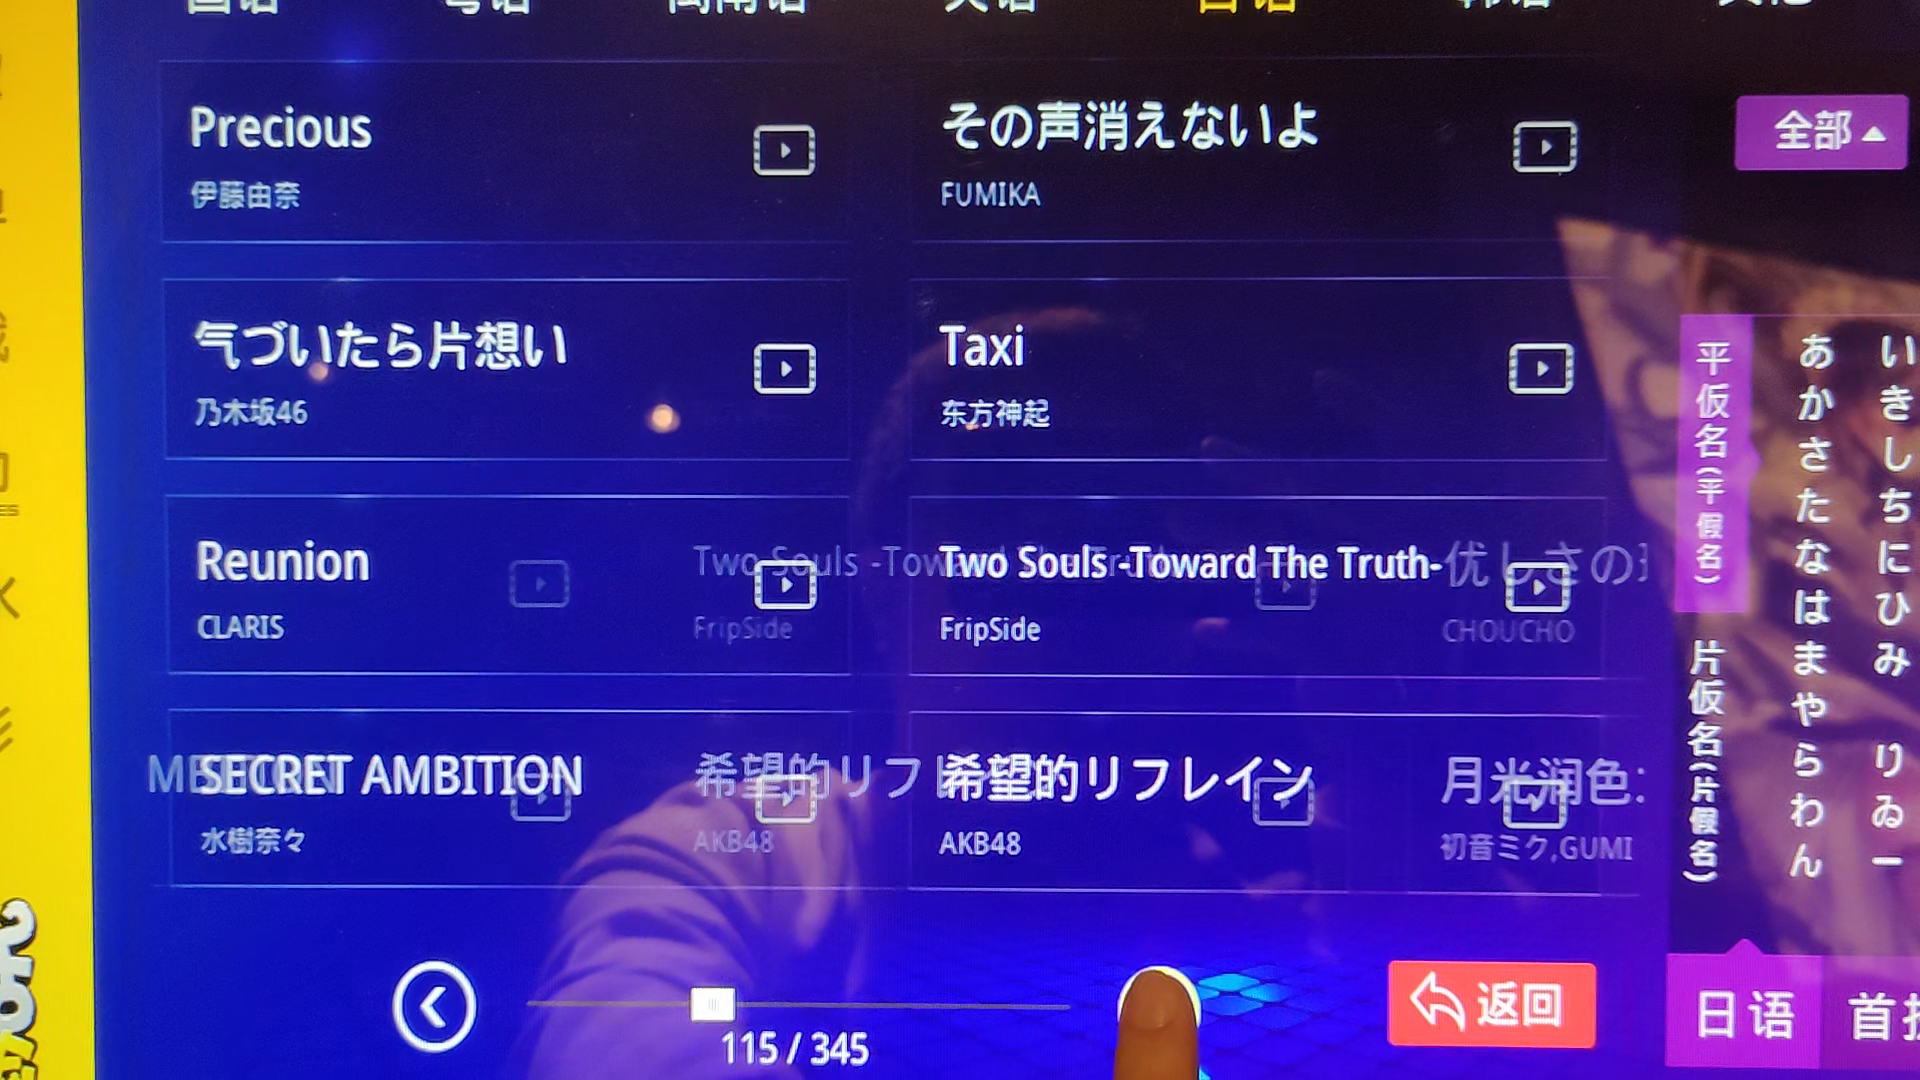 日语
Precious
伊藤由奈
その声消えないよ
FUMIKA
全部
気づいたら片想い
乃木坂46
Taxi
东方神起
Reunion
CLARIS
Two Souls -Toward The Truth-
FripSide
Two Souls -Toward The Truth-
FripSide
优しさの
CHOUCHO
SECRET AMBITION
水樹奈々
希望的リフ
AKB48
希望的リフレイン
AKB48
月光润色:
初音ミク,GUMI
平仮名(平假名)
片仮名(片假名)
あかさたなはまやらわん
いきしちにひみ りゐー
115 / 345
返回
日语
首